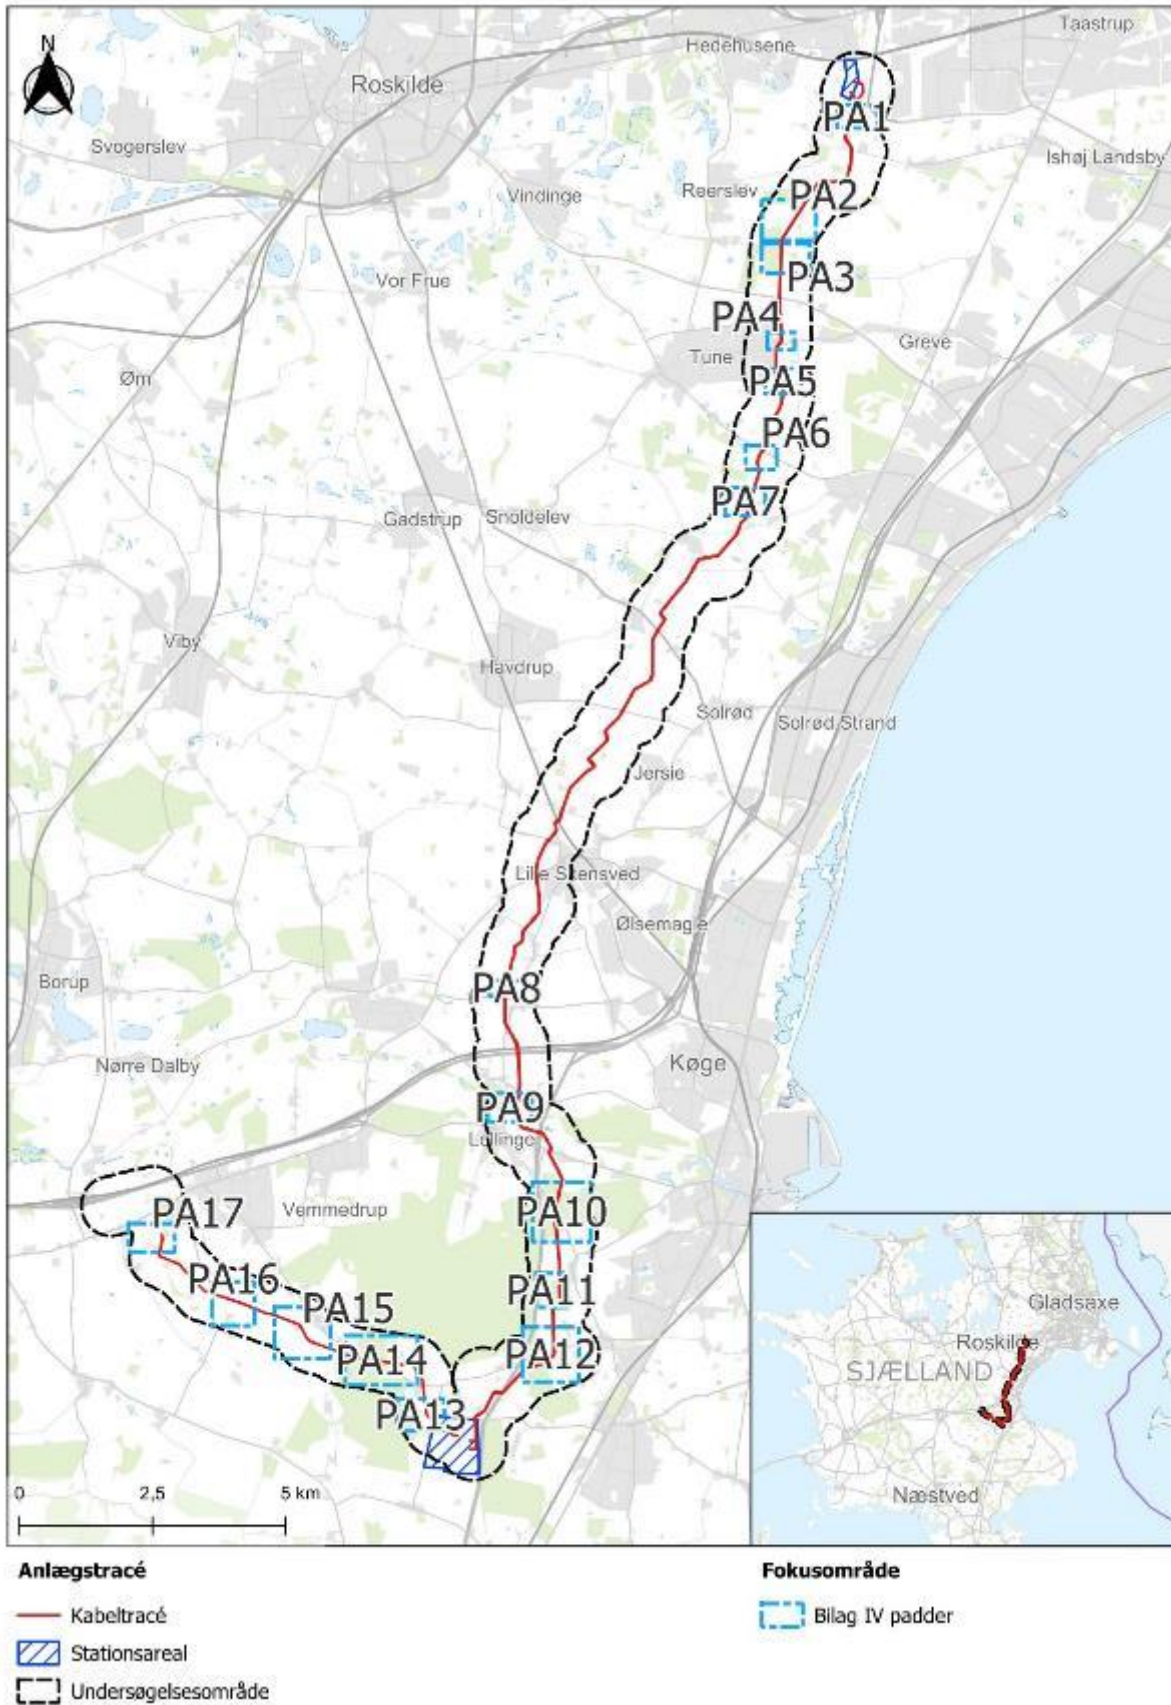 Taastrup
Hedehusene
N
Roskilde
PA1
Svogerslev
Ishøj Landsby
Reerslev
PA2
Vindinge
Vor Frue
PA3
PA4
Greve
Tune
Øm
PA5
PA6
PA7
Gadstrup
Snoldelev
Viby
Havdrup
Solrød
Solrød Strand
Jersie
Lille Skensved
Ølsemagle
Borup
PA8
Nørre Dalby
Køge
PA9
Lellinge
PA17
Vemmedrup
PA10
PA16
PA11
PA15
Gladsaxe
Roskilde
PA14
PA12
SJÆLLAND
PA13
0 2,5 5 km
Næstved
Anlægstracé
Kabeltracé
Stationsareal
Undersøgelsesområde
Fokusområde
Bilag IV padder